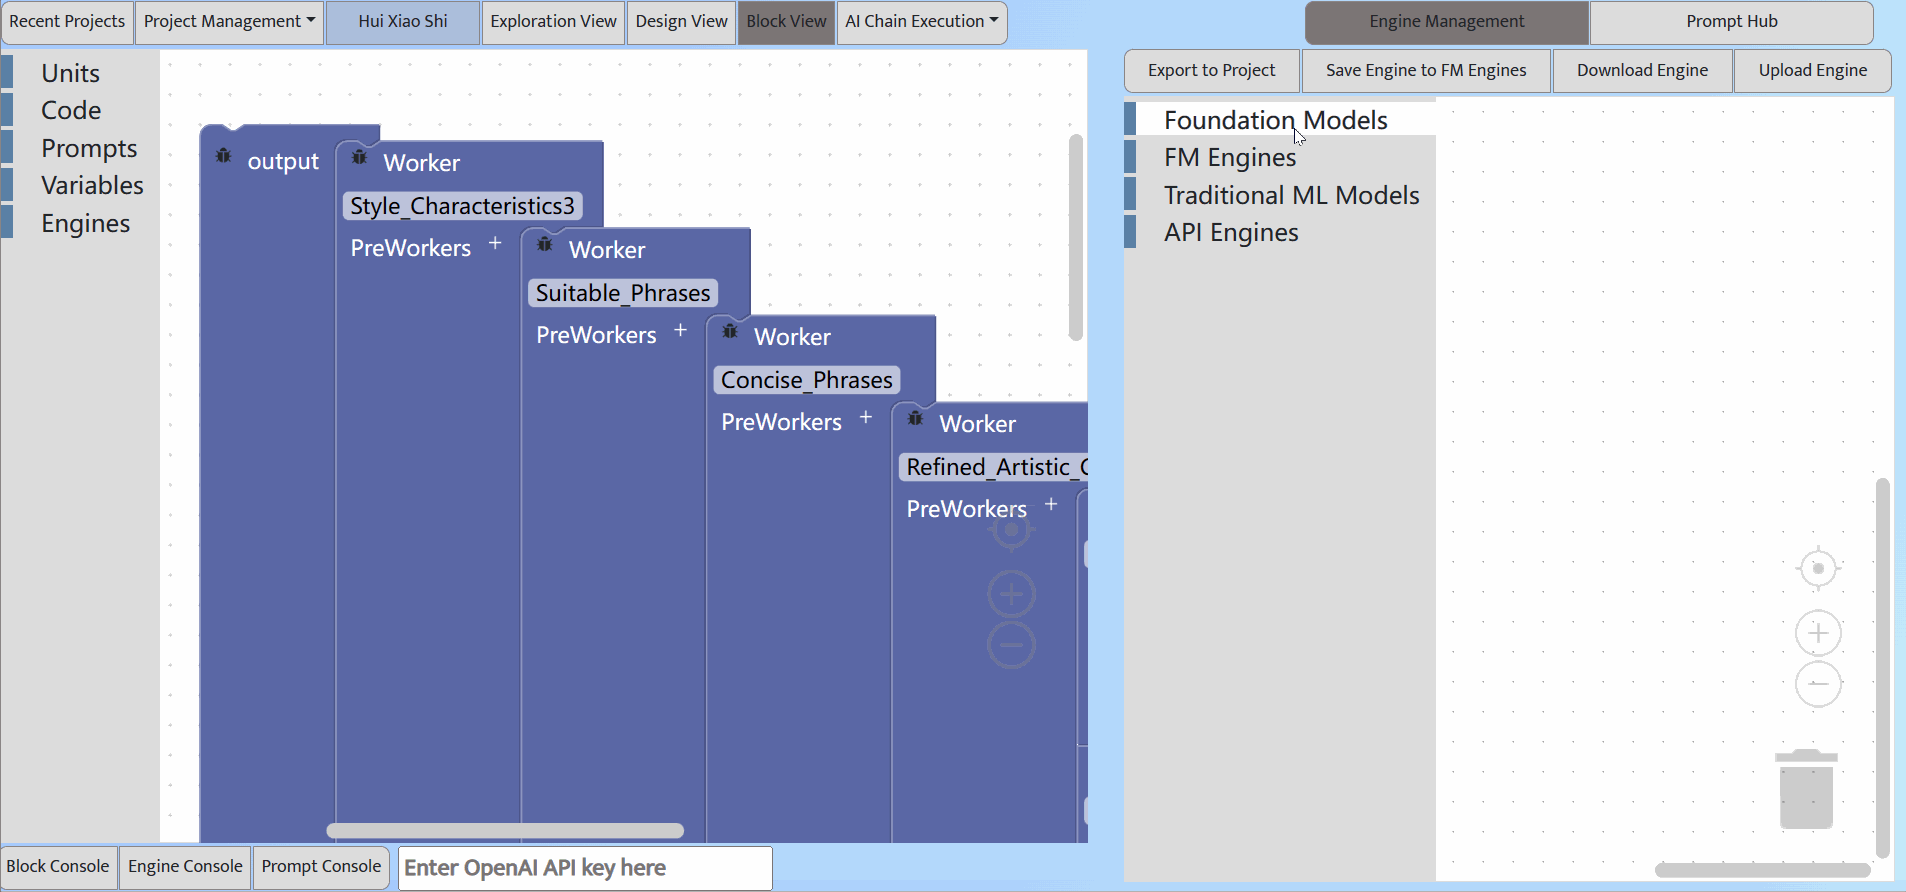 Recent Projects
Project Management
Hui Xiao Shi
Exploration View
Design View
Block View
AI Chain Execution
Engine Management
Prompt Hub
Export to Project
Save Engine to FM Engines
Download Engine
Upload Engine
Units
Code
Prompts
Variables
Engines
output
Worker
Style_Characteristics3
PreWorkers +
Worker
Suitable_Phrases
PreWorkers +
Worker
Concise_Phrases
PreWorkers +
Worker
Refined_Artistic_
PreWorkers +
Foundation Models
FM Engines
Traditional ML Models
API Engines
Block Console
Engine Console
Prompt Console
Enter OpenAI API key here